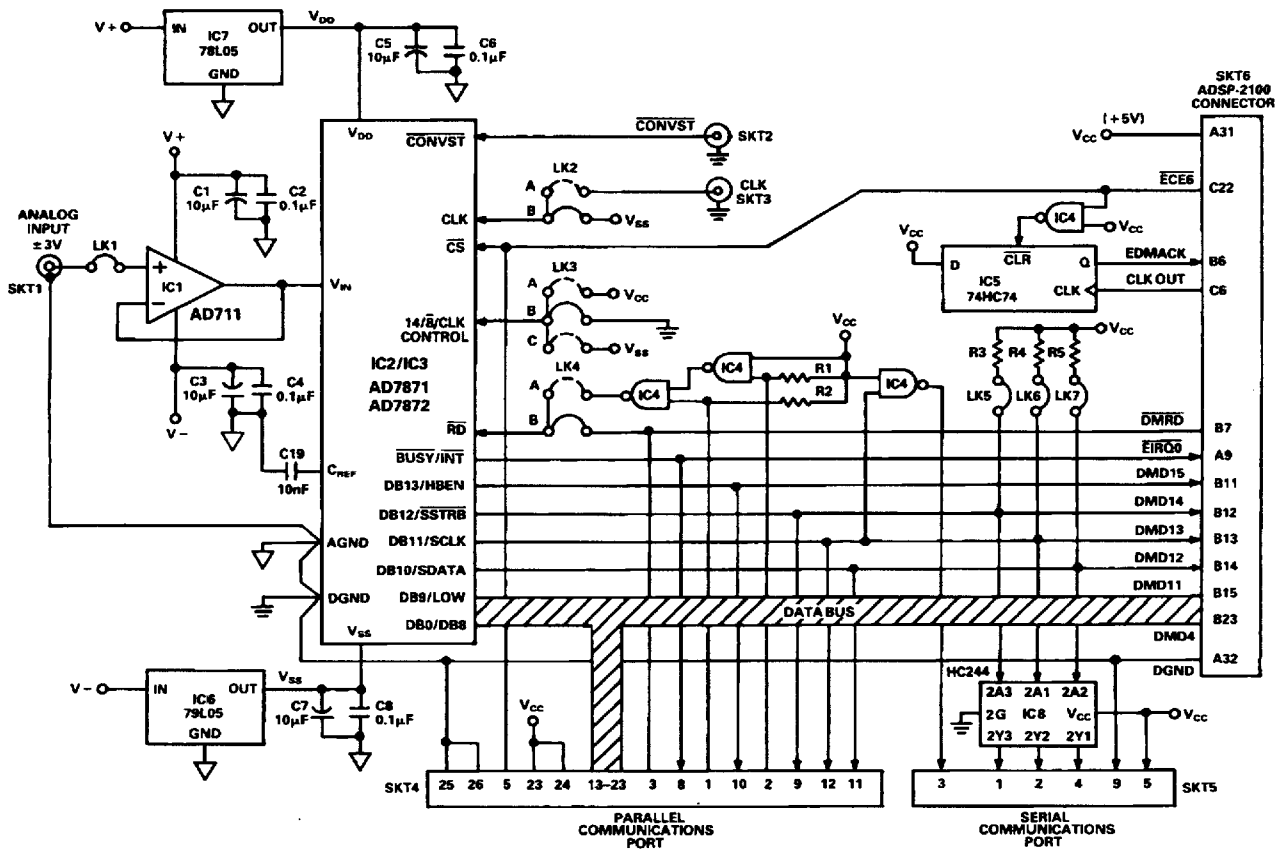 V+
IN
OUT
IC7
78L05
GND
VDD
C5
10µF
C6
0.1µF
V+
C1
10µF
C2
0.1µF
ANALOG
INPUT
±3V
LK1
SKT1
+
−
IC1
AD711
C3
10µF
C4
0.1µF
V−
C19
10nF
VDD
VIN
CREF
AGND
DGND
VSS
IC2/IC3
AD7871
AD7872
CONVST
CLK
CS
14/8/CLK
CONTROL
RD
BUSY/INT
DB13/HBEN
DB12/SSTRB
DB11/SCLK
DB10/SDATA
DB9/LOW
DB0/DB8
CONVST
SKT2
LK2
A
B
CLK
SKT3
VSS
LK3
A
B
C
VCC
VSS
LK4
A
B
IC4
IC4
R1
R2
VCC
IC4
SKT6
ADSP-2100
CONNECTOR
(+5V)
VCC
A31
ECE6
C22
IC4
VCC
VCC
D
CLR
Q
IC5
74HC74
CLK
EDMACK
B6
CLK OUT
C6
VCC
R3
R4
R5
LK5
LK6
LK7
DMRD
B7
EIRQ0
A9
DMD15
B11
DMD14
B12
DMD13
B13
DMD12
B14
DMD11
B15
DATA BUS
B23
DMD4
A32
DGND
V−
IN
OUT
IC6
79L05
GND
VSS
C7
10µF
C8
0.1µF
VCC
HC244
2A3 2A1 2A2
2G IC8 VCC
2Y3 2Y2 2Y1
VCC
SKT4
25 26 5 23 24 13–23 3 8 1 10 2 9 12 11
PARALLEL
COMMUNICATIONS
PORT
3 1 2 4 9 5
SKT5
SERIAL
COMMUNICATIONS
PORT